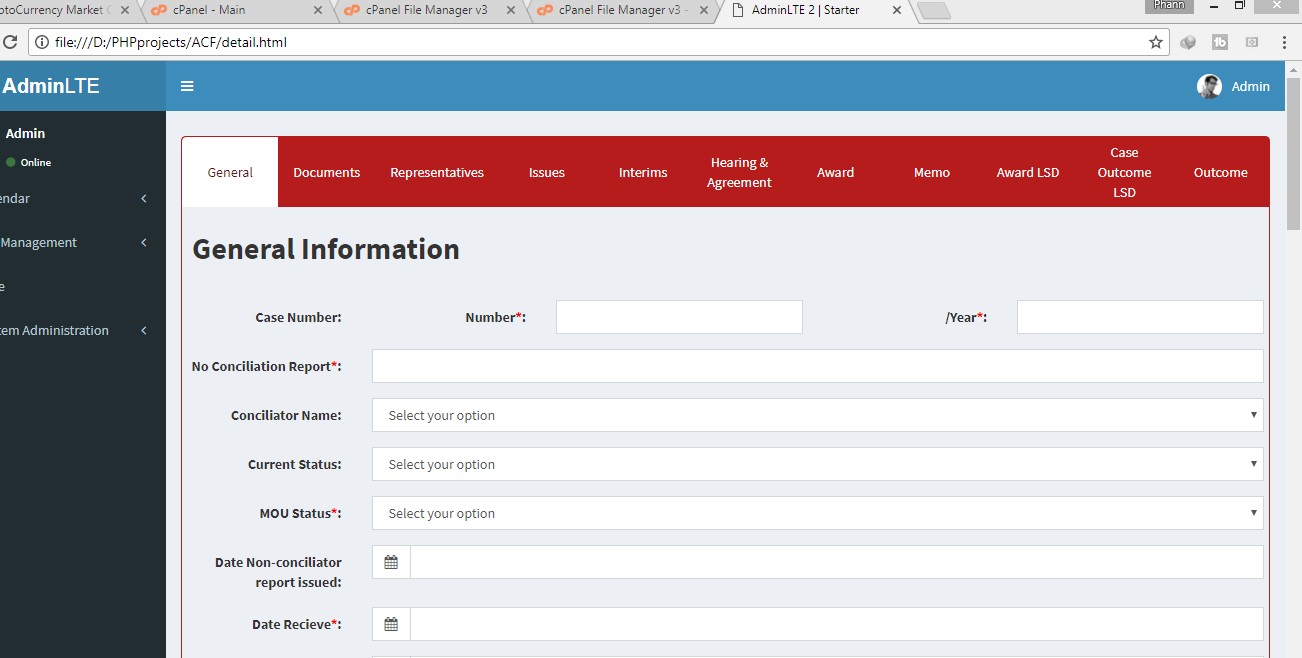 ptoCurrency Market
cPanel - Main
cPanel File Manager v3
cPanel File Manager v3 -
AdminLTE 2 | Starter
Phann
file:///D:/PHPprojects/ACF/detail.html
AdminLTE
Admin
Admin
Online
endar
Management
e
tem Administration
General
Documents
Representatives
Issues
Interims
Hearing &
Agreement
Award
Memo
Award LSD
Case
Outcome
LSD
Outcome
General Information
Case Number:
Number*:
/Year*:
No Conciliation Report*:
Conciliator Name:
Select your option
Current Status:
Select your option
MOU Status*:
Select your option
Date Non-conciliator
report issued:
Date Recieve*: